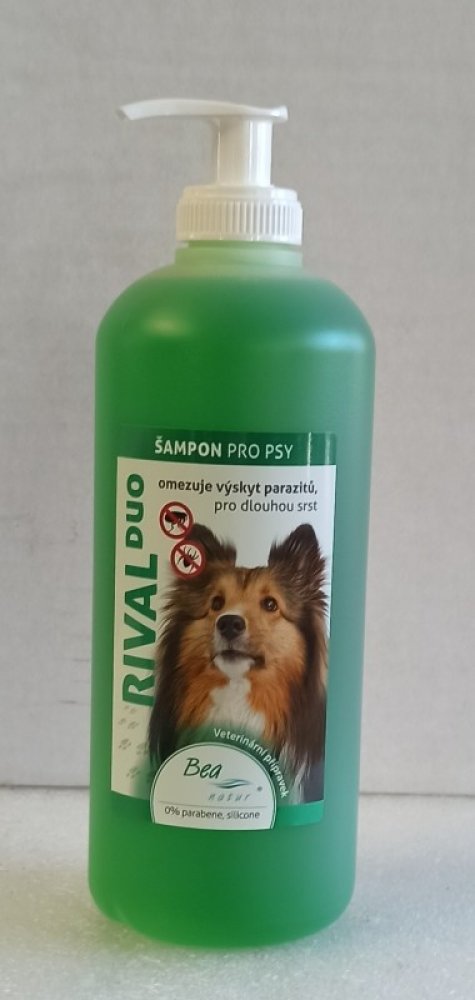 ŠAMPON PRO PSY
omezuje výskyt parazitů,
pro dlouhou srst
RIVAL DUO
Veterinární přípravek
Bea
natur®
0% parabene, silicone